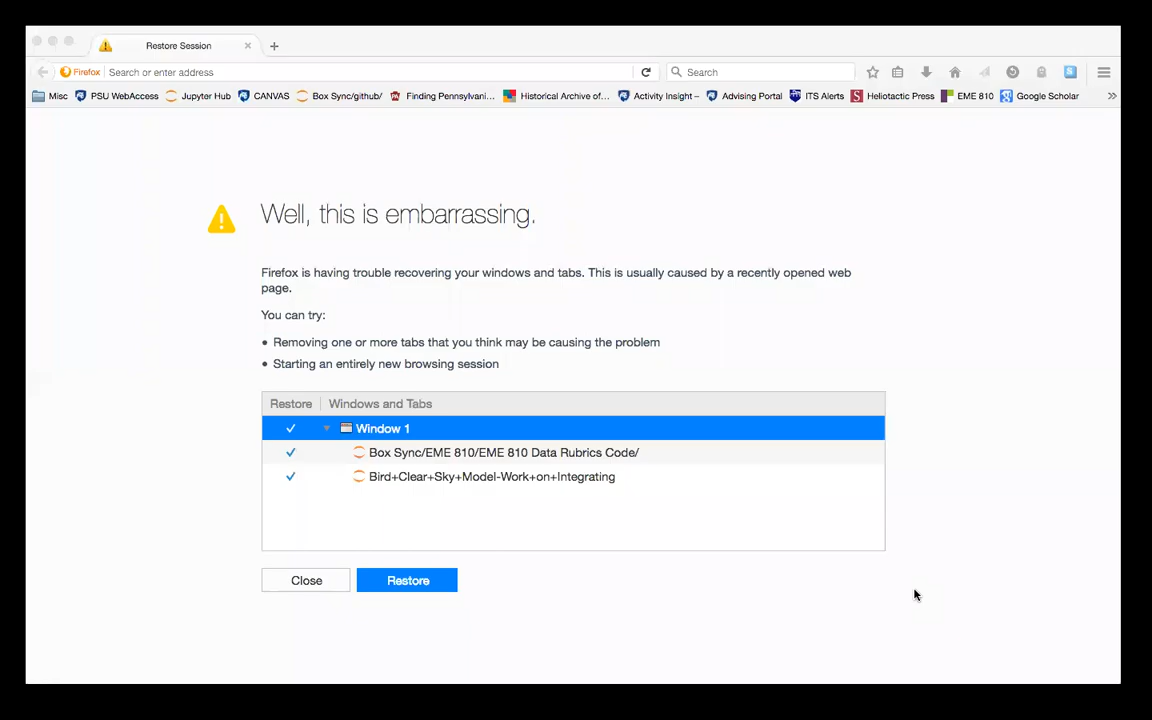 Restore Session
Firefox Search or enter address Search
Misc PSU WebAccess Jupyter Hub CANVAS Box Sync/github/ Finding Pennsylvani... Historical Archive of... Activity Insight – Advising Portal ITS Alerts Heliotactic Press EME 810 Google Scholar
Well, this is embarrassing.
Firefox is having trouble recovering your windows and tabs. This is usually caused by a recently opened web
page.
You can try:
• Removing one or more tabs that you think may be causing the problem
• Starting an entirely new browsing session
Restore Windows and Tabs
Window 1
Box Sync/EME 810/EME 810 Data Rubrics Code/
Bird+Clear+Sky+Model-Work+on+Integrating
Close Restore